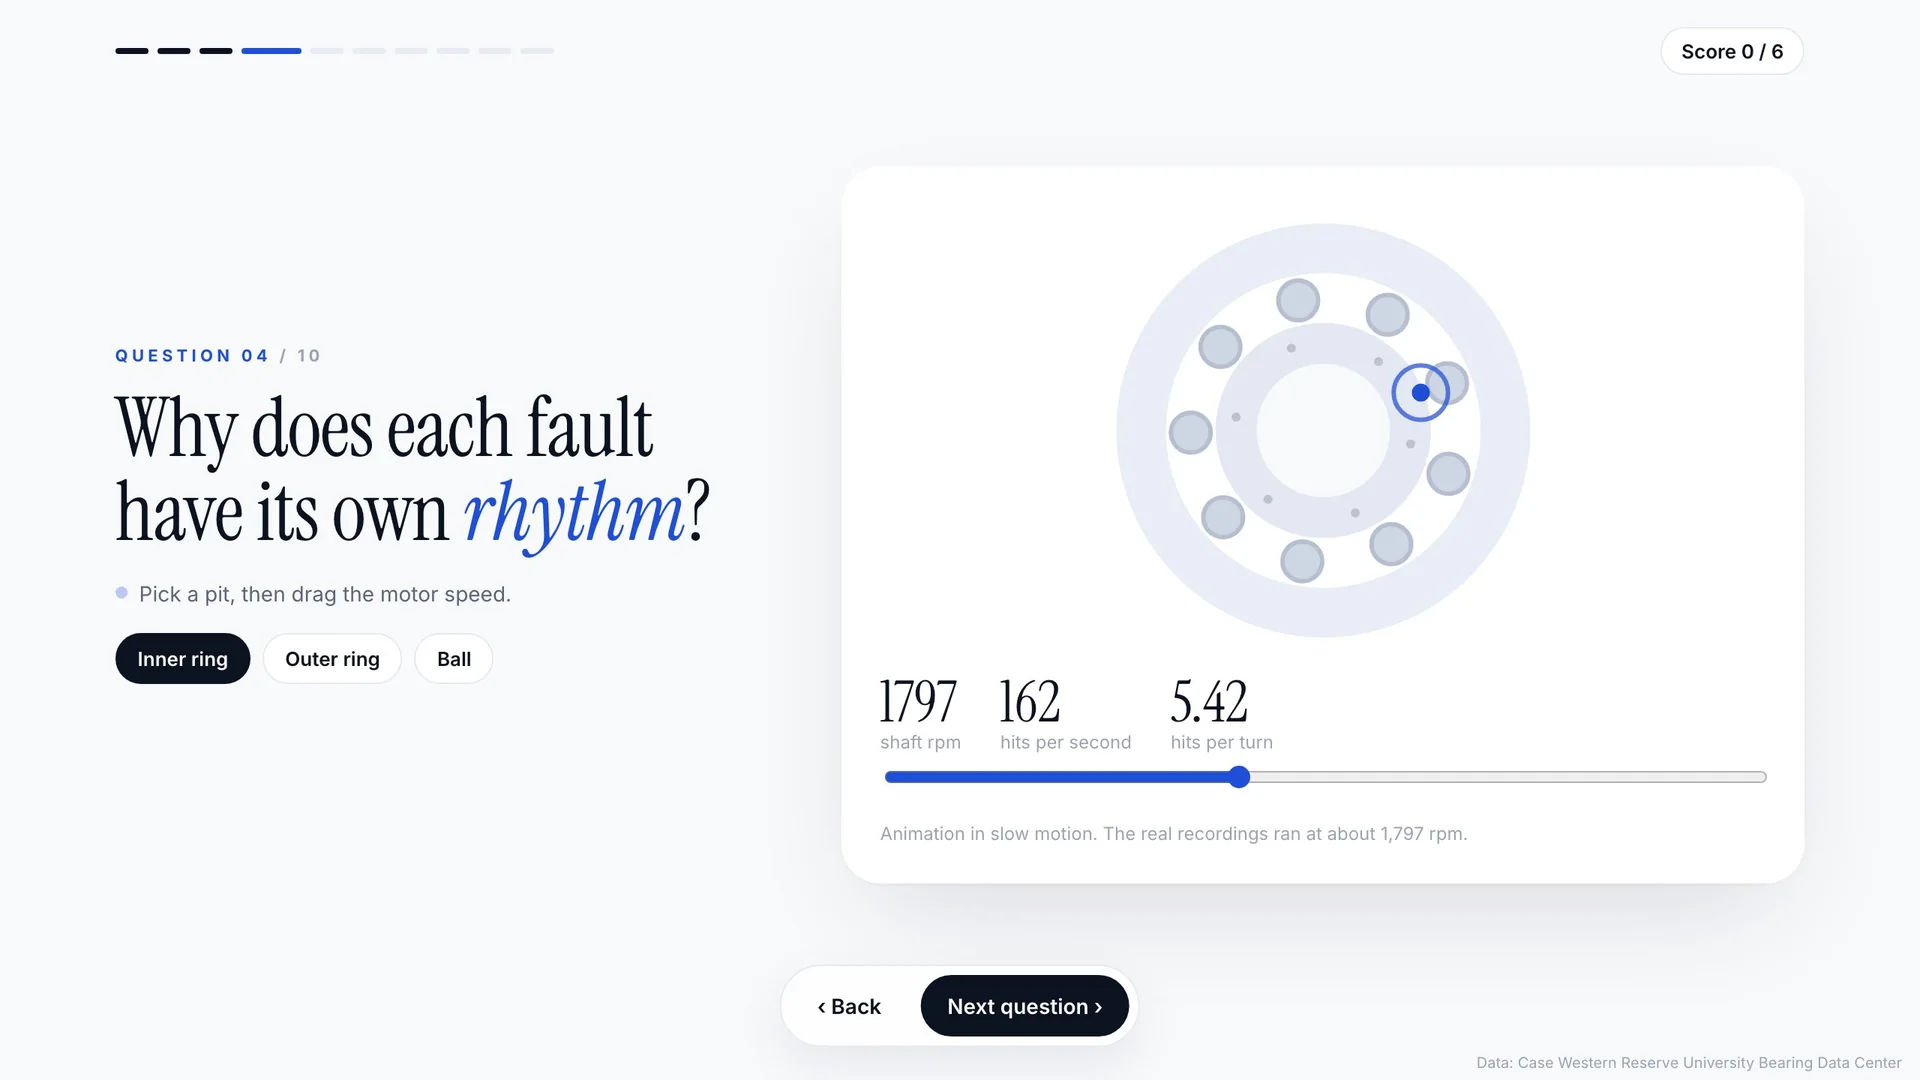 Score 0 / 6
QUESTION 04 / 10
Why does each fault
have its own rhythm?
Pick a pit, then drag the motor speed.
Inner ring
Outer ring
Ball
1797
shaft rpm
162
hits per second
5.42
hits per turn
Animation in slow motion. The real recordings ran at about 1,797 rpm.
‹ Back
Next question ›
Data: Case Western Reserve University Bearing Data Center